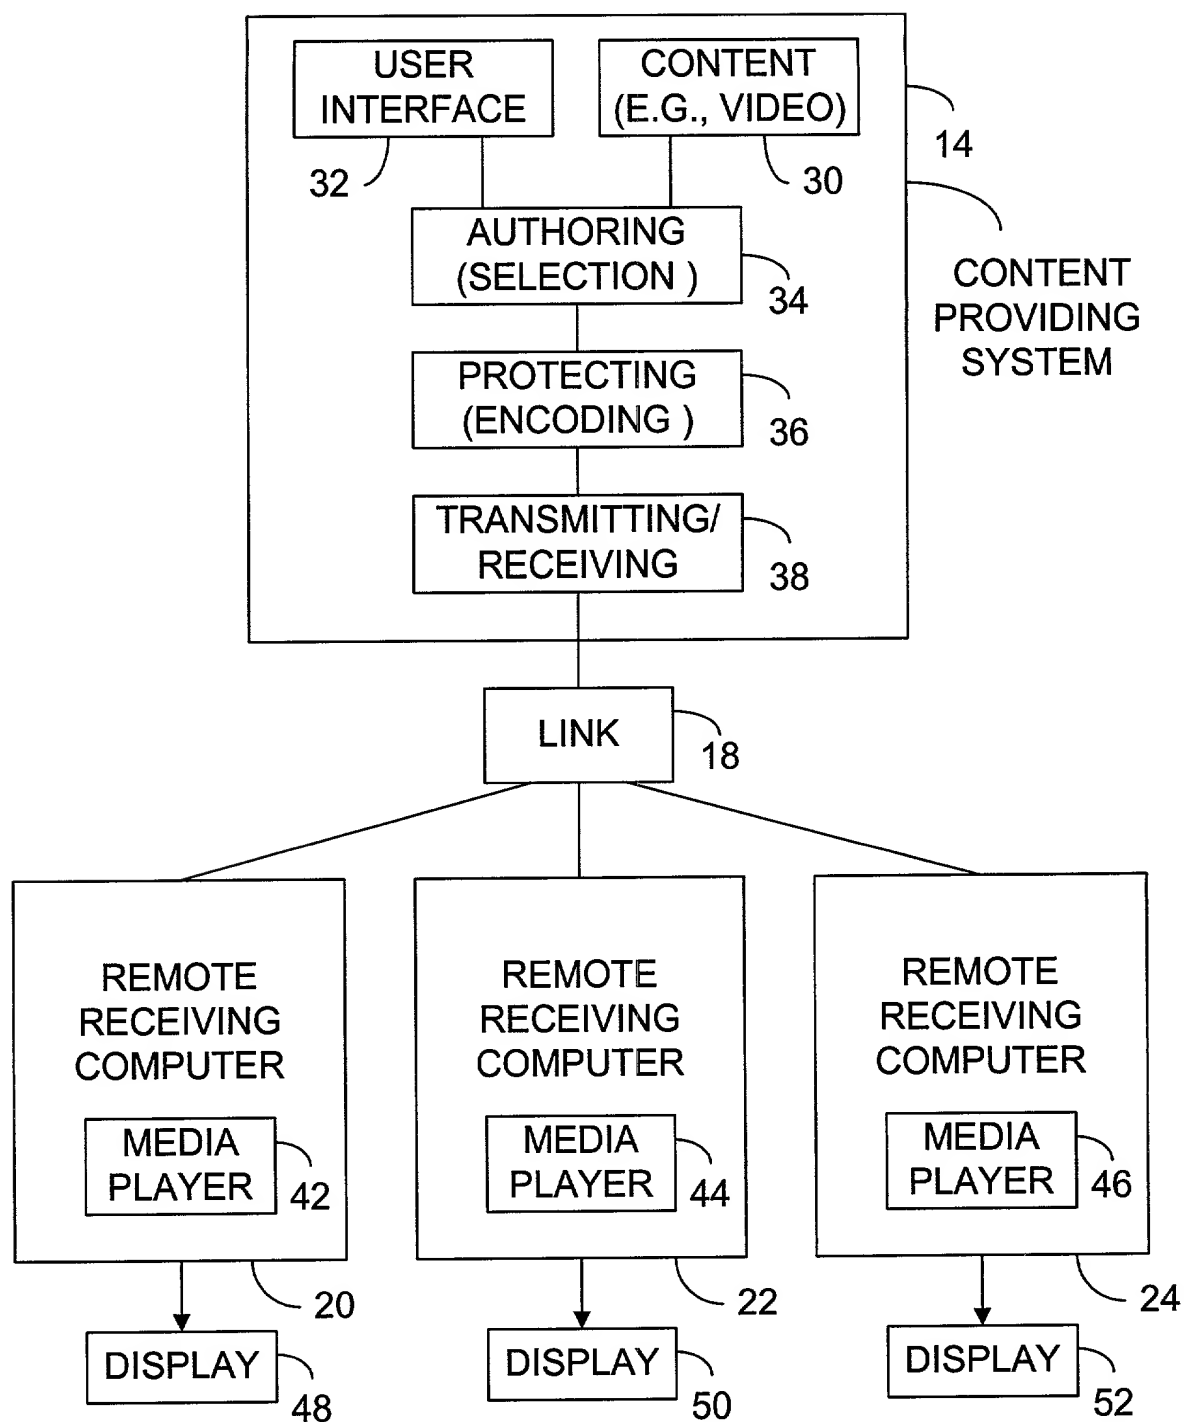 USER
INTERFACE
32
CONTENT
(E.G., VIDEO)
30
14
AUTHORING
(SELECTION )
34
CONTENT
PROVIDING
SYSTEM
PROTECTING
(ENCODING )
36
TRANSMITTING/
RECEIVING
38
LINK
18
REMOTE
RECEIVING
COMPUTER
MEDIA
PLAYER
42
20
DISPLAY
48
REMOTE
RECEIVING
COMPUTER
MEDIA
PLAYER
44
22
DISPLAY
50
REMOTE
RECEIVING
COMPUTER
MEDIA
PLAYER
46
24
DISPLAY
52